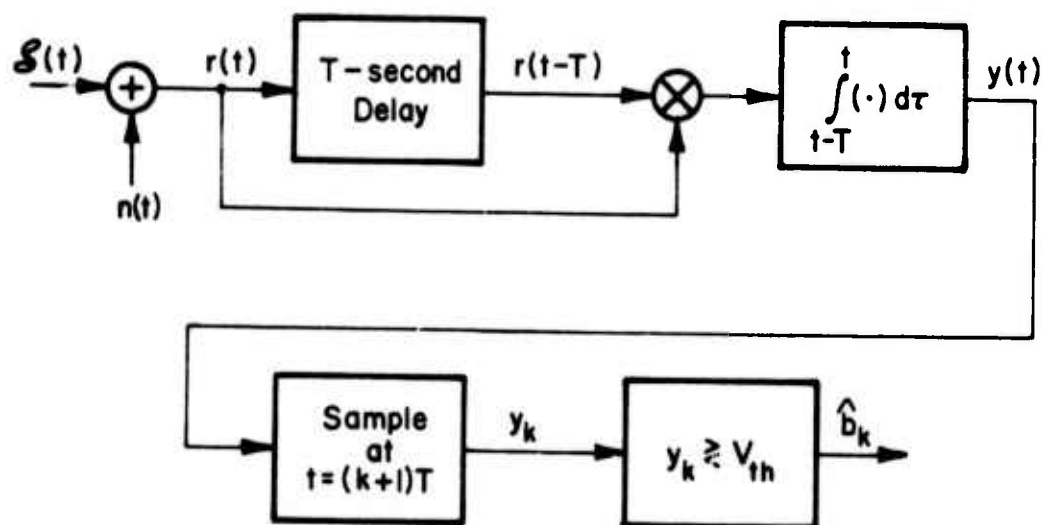 𝒮(t)
+
n(t)
r(t)
T-second
Delay
r(t-T)
⊗
t
∫(·) dτ
t-T
y(t)
Sample
at
t=(k+1)T
y_k
y_k ≷ V_th
b̂_k